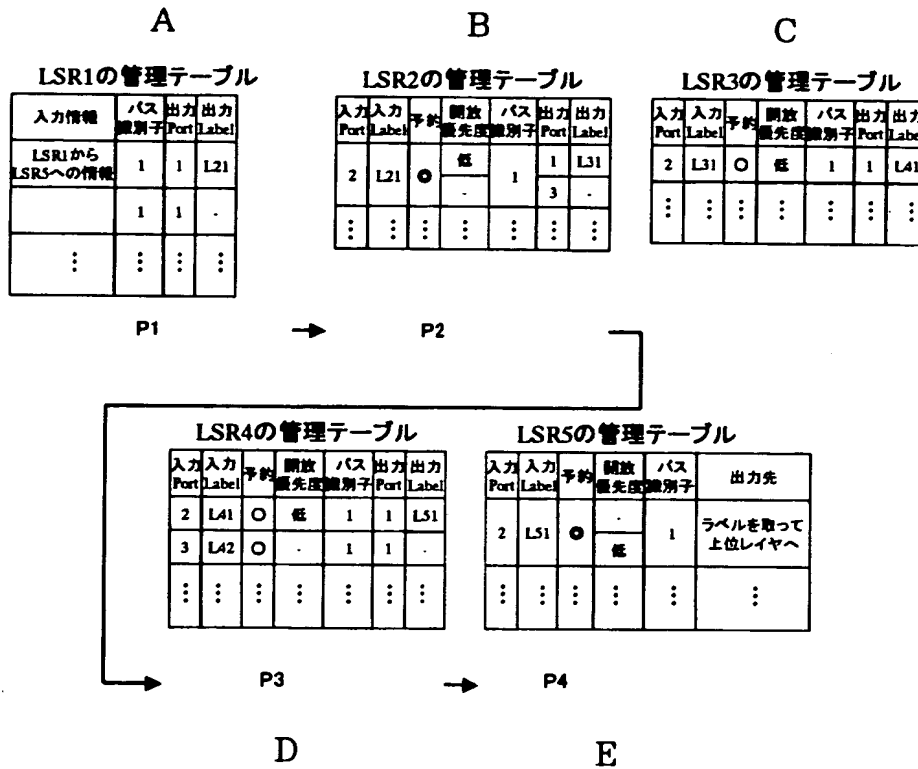 A
B
C
LSR1の管理テーブル
入力情報 パス識別子 出力Port 出力Label
LSR1からLSR5への情報 1 1 L21
1 1 -
⋮ ⋮ ⋮ ⋮
LSR2の管理テーブル
入力Port 入力Label 予約 開放優先度 パス識別子 出力Port 出力Label
2 L21 ◎ 低 1 1 L31
- 3 -
⋮ ⋮ ⋮ ⋮ ⋮ ⋮ ⋮
LSR3の管理テーブル
入力Port 入力Label 予約 開放優先度 パス識別子 出力Port 出力Label
2 L31 ○ 低 1 1 L41
⋮ ⋮ ⋮ ⋮ ⋮ ⋮ ⋮
P1 → P2
LSR4の管理テーブル
入力Port 入力Label 予約 開放優先度 パス識別子 出力Port 出力Label
2 L41 ○ 低 1 1 L51
3 L42 ○ - 1 1 -
⋮ ⋮ ⋮ ⋮ ⋮ ⋮ ⋮
LSR5の管理テーブル
入力Port 入力Label 予約 開放優先度 パス識別子 出力先
2 L51 ◎ - 1 ラベルを取って上位レイヤへ
低
⋮ ⋮ ⋮ ⋮ ⋮ ⋮
P3 → P4
D
E